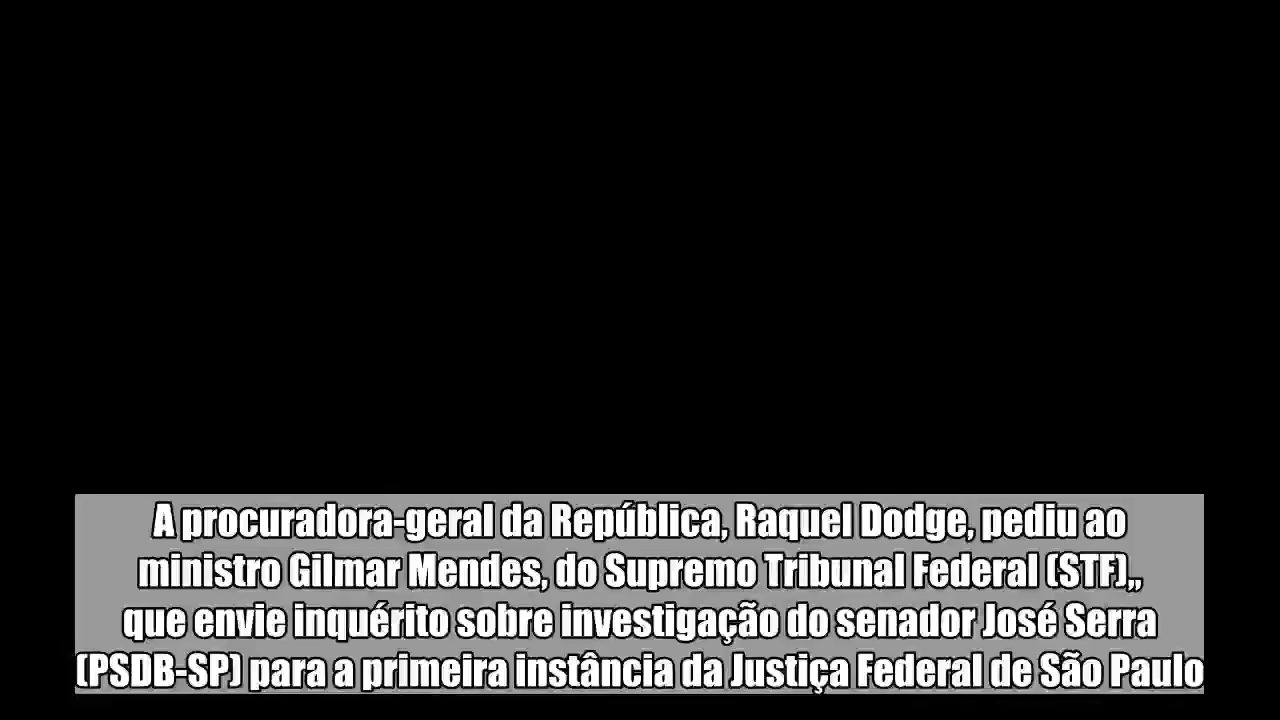 A procuradora-geral da República, Raquel Dodge, pediu ao
ministro Gilmar Mendes, do Supremo Tribunal Federal (STF),,
que envie inquérito sobre investigação do senador José Serra
(PSDB-SP) para a primeira instância da Justiça Federal de São Paulo